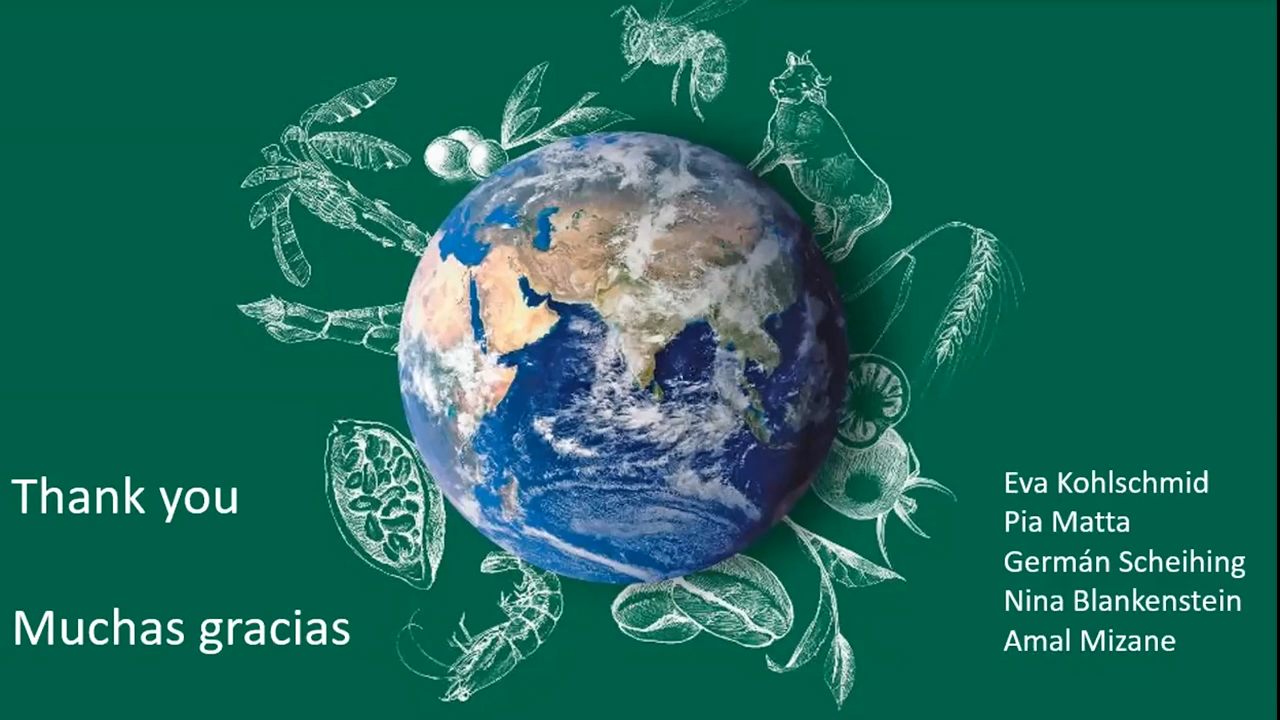 Thank you
Muchas gracias
Eva Kohlschmid
Pia Matta
Germán Scheihing
Nina Blankenstein
Amal Mizane